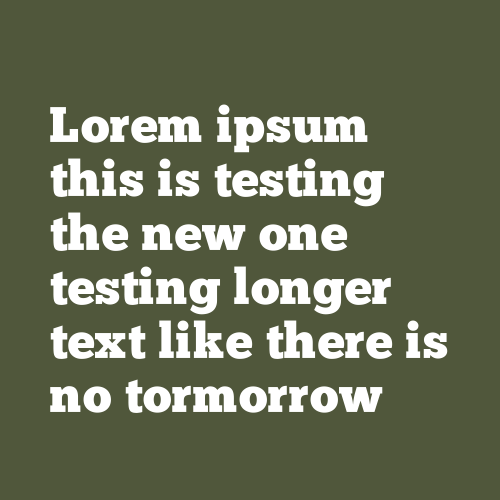 Lorem ipsum
this is testing
the new one
testing longer
text like there is
no tormorrow